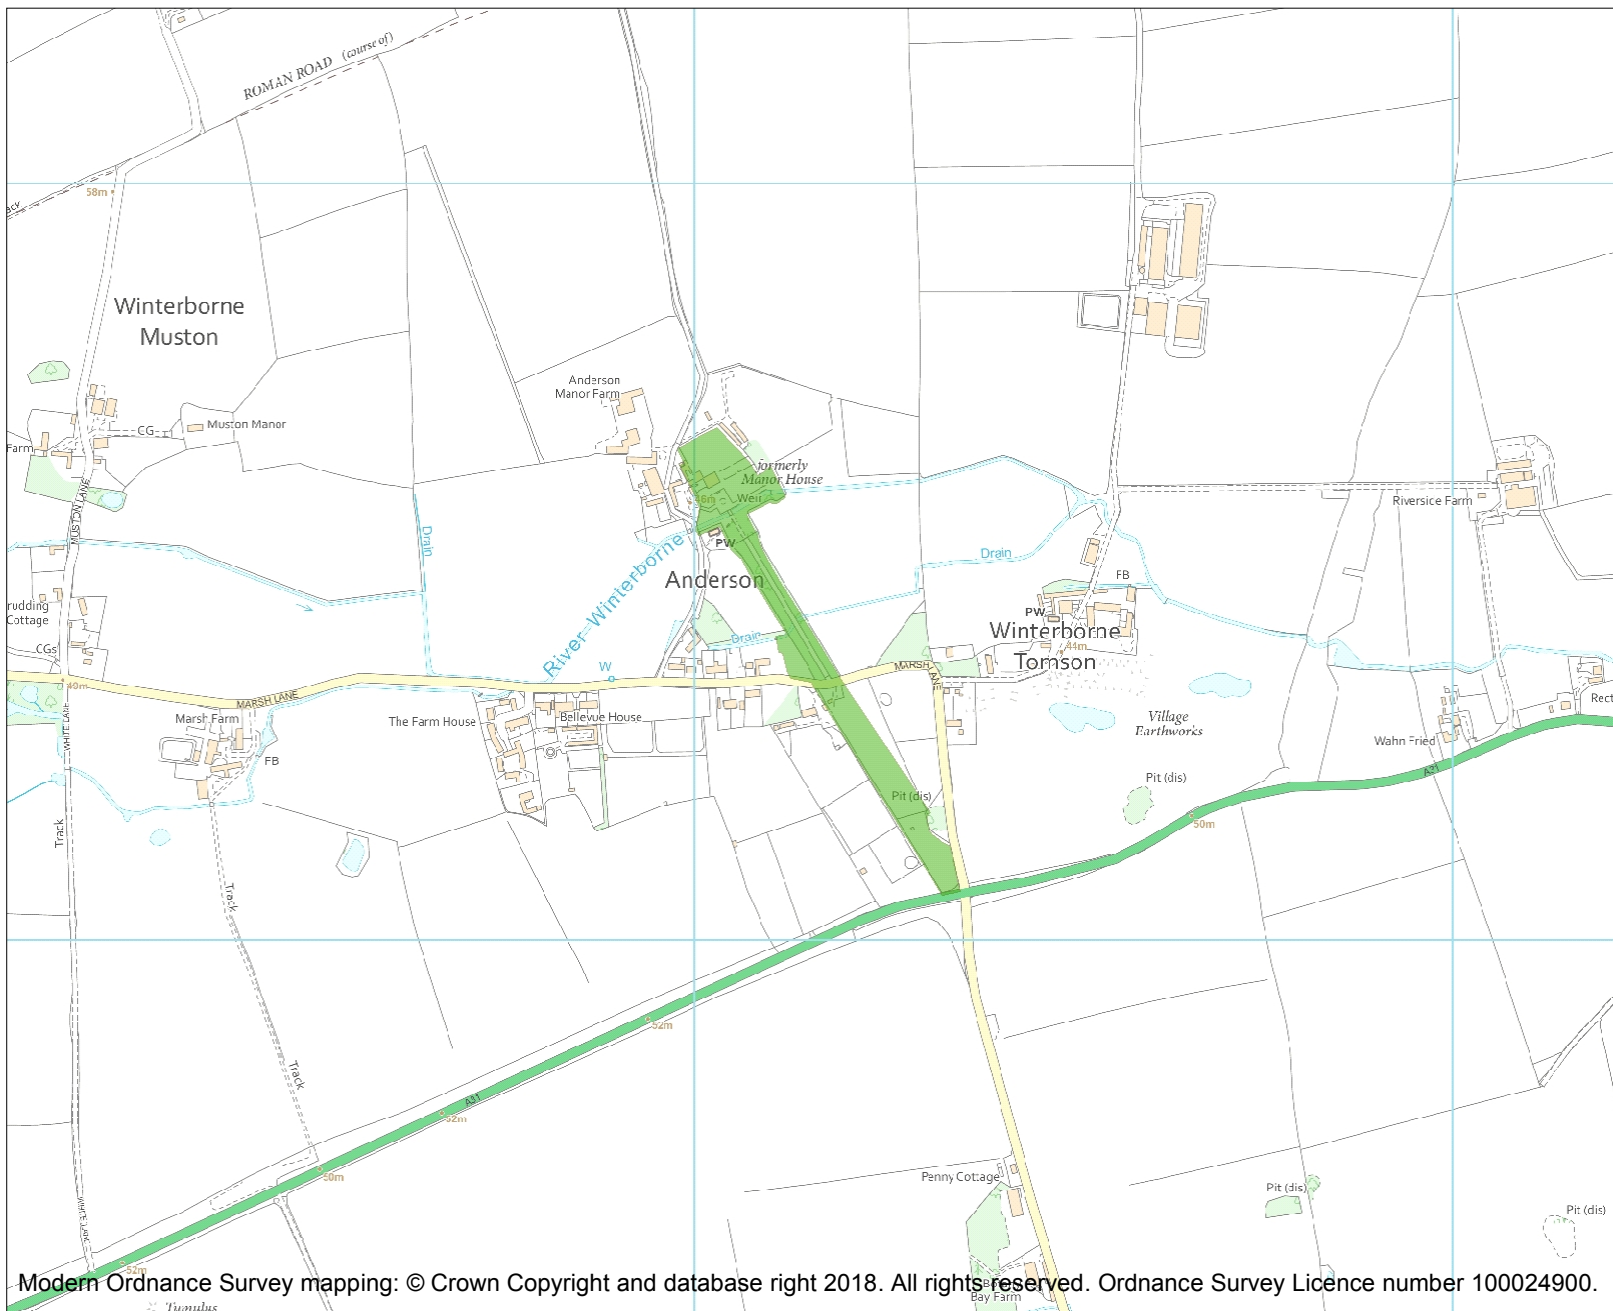 ROMAN ROAD (course of)
58m
Winterborne
Muston
Anderson
Manor Farm
CG
Muston Manor
Farm
MUSTON LANE
formerly
Manor House
46m
Weir
Riverside Farm
Drain
PW
River Winterborne
Anderson
Drain
FB
rudding
Cottage
PW
Winterborne
Tomson
44m
CGs
Drain
W
MARSH LANE
49m
MARSH LANE
WHITE LANE
Marsh Farm
The Farm House
Bellevue House
Village
Earthworks
Rect
Wahn Fried
FB
A31
Pit (dis)
Pit (dis)
50m
Track
Track
52m
Track
A31
52m
50m
Penny Cottage
Pit (dis)
Pit (dis)
WHITE LANE
52m
Bay Farm
Tumulus
Modern Ordnance Survey mapping: © Crown Copyright and database right 2018. All rights reserved. Ordnance Survey Licence number 100024900.